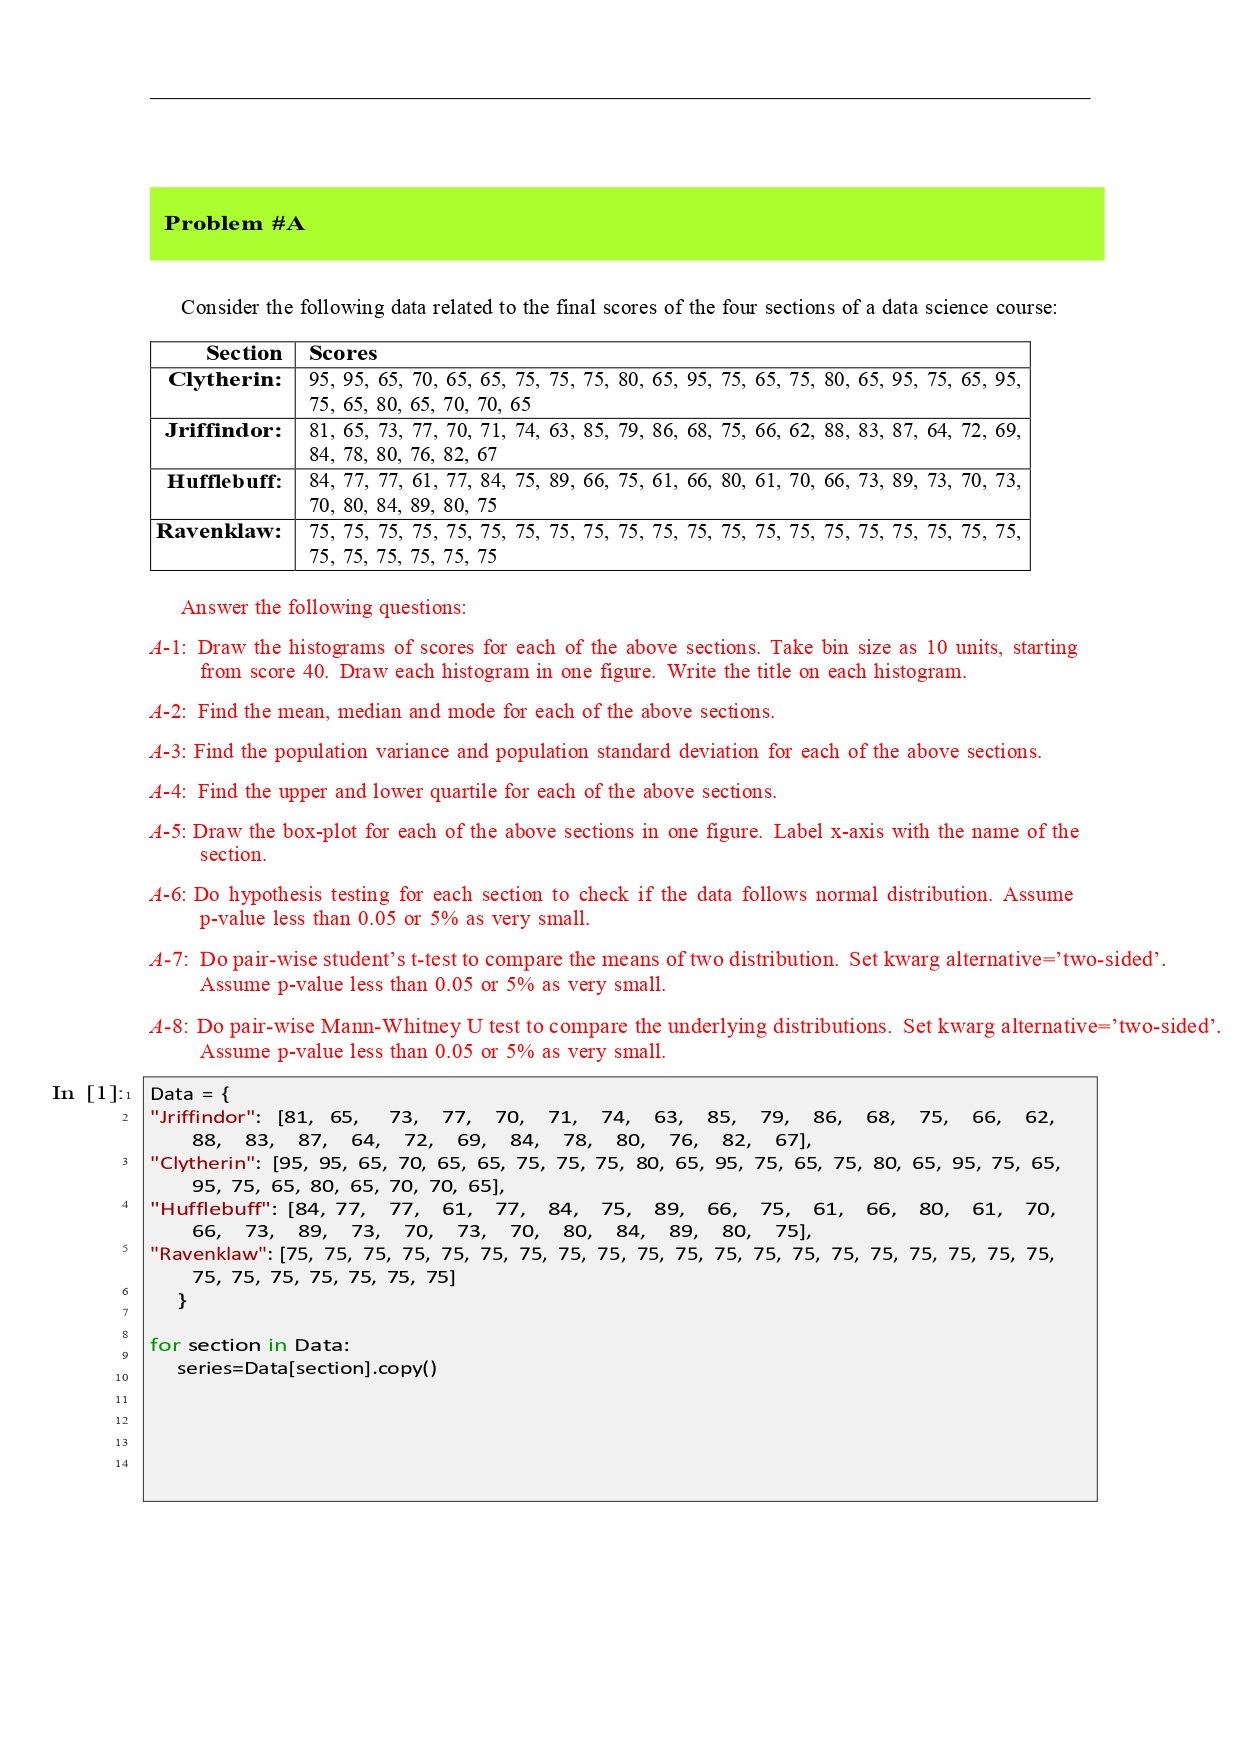 Problem #A
Consider the following data related to the final scores of the four sections of a data science course:
Section Scores
Clytherin: 95, 95, 65, 70, 65, 65, 75, 75, 75, 80, 65, 95, 75, 65, 75, 80, 65, 95, 75, 65, 95,
75, 65, 80, 65, 70, 70, 65
Jriffindor: 81, 65, 73, 77, 70, 71, 74, 63, 85, 79, 86, 68, 75, 66, 62, 88, 83, 87, 64, 72, 69,
84, 78, 80, 76, 82, 67
Hufflebuff: 84, 77, 77, 61, 77, 84, 75, 89, 66, 75, 61, 66, 80, 61, 70, 66, 73, 89, 73, 70, 73,
70, 80, 84, 89, 80, 75
Ravenklaw: 75, 75, 75, 75, 75, 75, 75, 75, 75, 75, 75, 75, 75, 75, 75, 75, 75, 75, 75, 75, 75,
75, 75, 75, 75, 75, 75
Answer the following questions:
A-1: Draw the histograms of scores for each of the above sections. Take bin size as 10 units, starting
from score 40. Draw each histogram in one figure. Write the title on each histogram.
A-2: Find the mean, median and mode for each of the above sections.
A-3: Find the population variance and population standard deviation for each of the above sections.
A-4: Find the upper and lower quartile for each of the above sections.
A-5: Draw the box-plot for each of the above sections in one figure. Label x-axis with the name of the
section.
A-6: Do hypothesis testing for each section to check if the data follows normal distribution. Assume
p-value less than 0.05 or 5% as very small.
A-7: Do pair-wise student’s t-test to compare the means of two distribution. Set kwarg alternative=’two-sided’.
Assume p-value less than 0.05 or 5% as very small.
A-8: Do pair-wise Mann-Whitney U test to compare the underlying distributions. Set kwarg alternative=’two-sided’.
Assume p-value less than 0.05 or 5% as very small.
In [1]: 1 Data = {
2 "Jriffindor": [81, 65, 73, 77, 70, 71, 74, 63, 85, 79, 86, 68, 75, 66, 62,
88, 83, 87, 64, 72, 69, 84, 78, 80, 76, 82, 67],
3 "Clytherin": [95, 95, 65, 70, 65, 65, 75, 75, 75, 80, 65, 95, 75, 65, 75, 80, 65, 95, 75, 65,
95, 75, 65, 80, 65, 70, 70, 65],
4 "Hufflebuff": [84, 77, 77, 61, 77, 84, 75, 89, 66, 75, 61, 66, 80, 61, 70,
66, 73, 89, 73, 70, 73, 70, 80, 84, 89, 80, 75],
5 "Ravenklaw": [75, 75, 75, 75, 75, 75, 75, 75, 75, 75, 75, 75, 75, 75, 75, 75, 75, 75, 75, 75,
75, 75, 75, 75, 75, 75, 75]
6 }
7
8 for section in Data:
9 series=Data[section].copy()
10
11
12
13
14